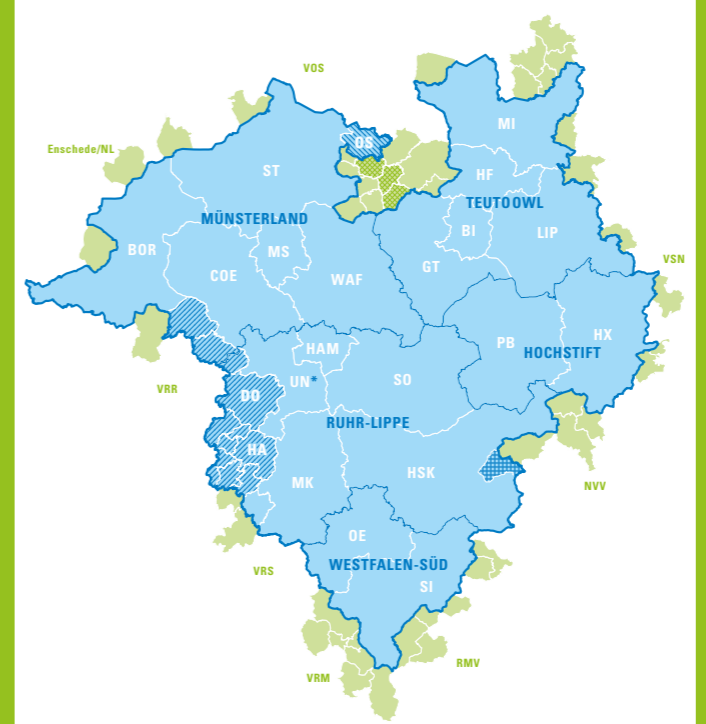 VOS
MI
OS
Enschede/NL
ST
HF
TEUTOOWL
MÜNSTERLAND
BI
LIP
BOR
MS
COE
WAF
GT
VSN
HX
PB
HAM
HOCHSTIFT
VRR
UN*
SO
DO
RUHR-LIPPE
HA
HSK
MK
NVV
OE
WESTFALEN-SÜD
VRS
SI
RMV
VRM